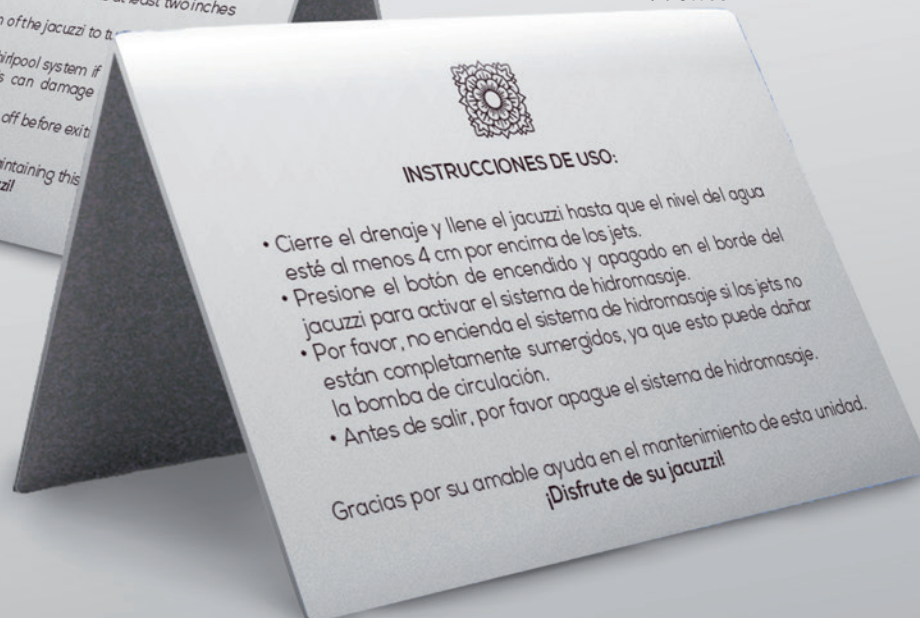 least two inches
of the jacuzzi to
whirlpool system if
can damage
off before
this
INSTRUCCIONES DE USO:
• Cierre el drenaje y llene el jacuzzi hasta que el nivel del agua
esté al menos 4 cm por encima de los jets.
• Presione el botón de encendido y apagado en el borde del
jacuzzi para activar el sistema de hidromasaje.
• Por favor, no encienda el sistema de hidromasaje si los jets no
están completamente sumergidos, ya que esto puede dañar
la bomba de circulación.
• Antes de salir, por favor apague el sistema de hidromasaje.
Gracias por su amable ayuda en el mantenimiento de esta unidad.
¡Disfrute de su jacuzzi!